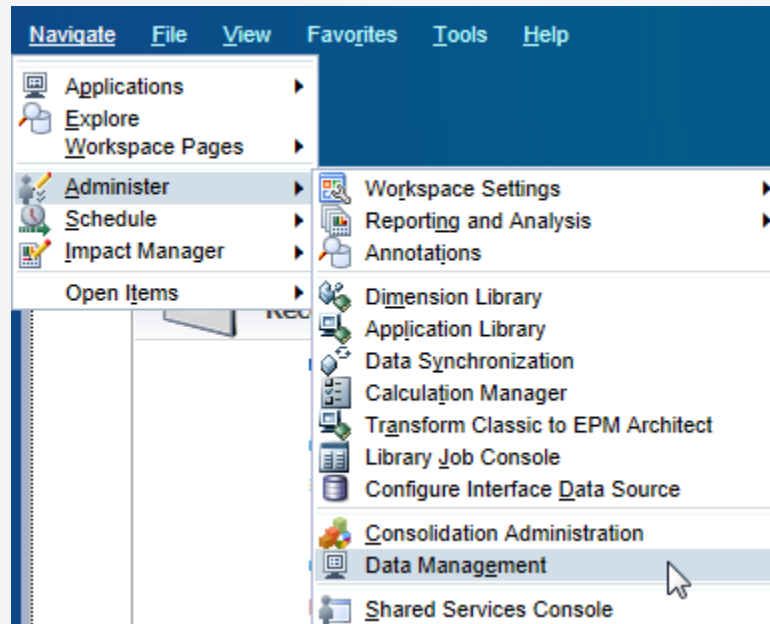 Navigate File View Favorites Tools Help
Applications
Explore
Workspace Pages
Administer
Schedule
Impact Manager
Open Items
Workspace Settings
Reporting and Analysis
Annotations
Dimension Library
Application Library
Data Synchronization
Calculation Manager
Transform Classic to EPM Architect
Library Job Console
Configure Interface Data Source
Consolidation Administration
Data Management
Shared Services Console